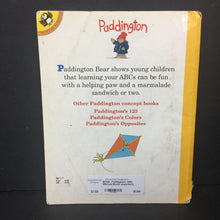 Paddington
Paddington Bear shows young children
that learning your ABCs can be fun
with a helping paw and a marmalade
sandwich or two.
Other Paddington concept books
Paddington's 123
Paddington's Colors
Paddington's Opposites